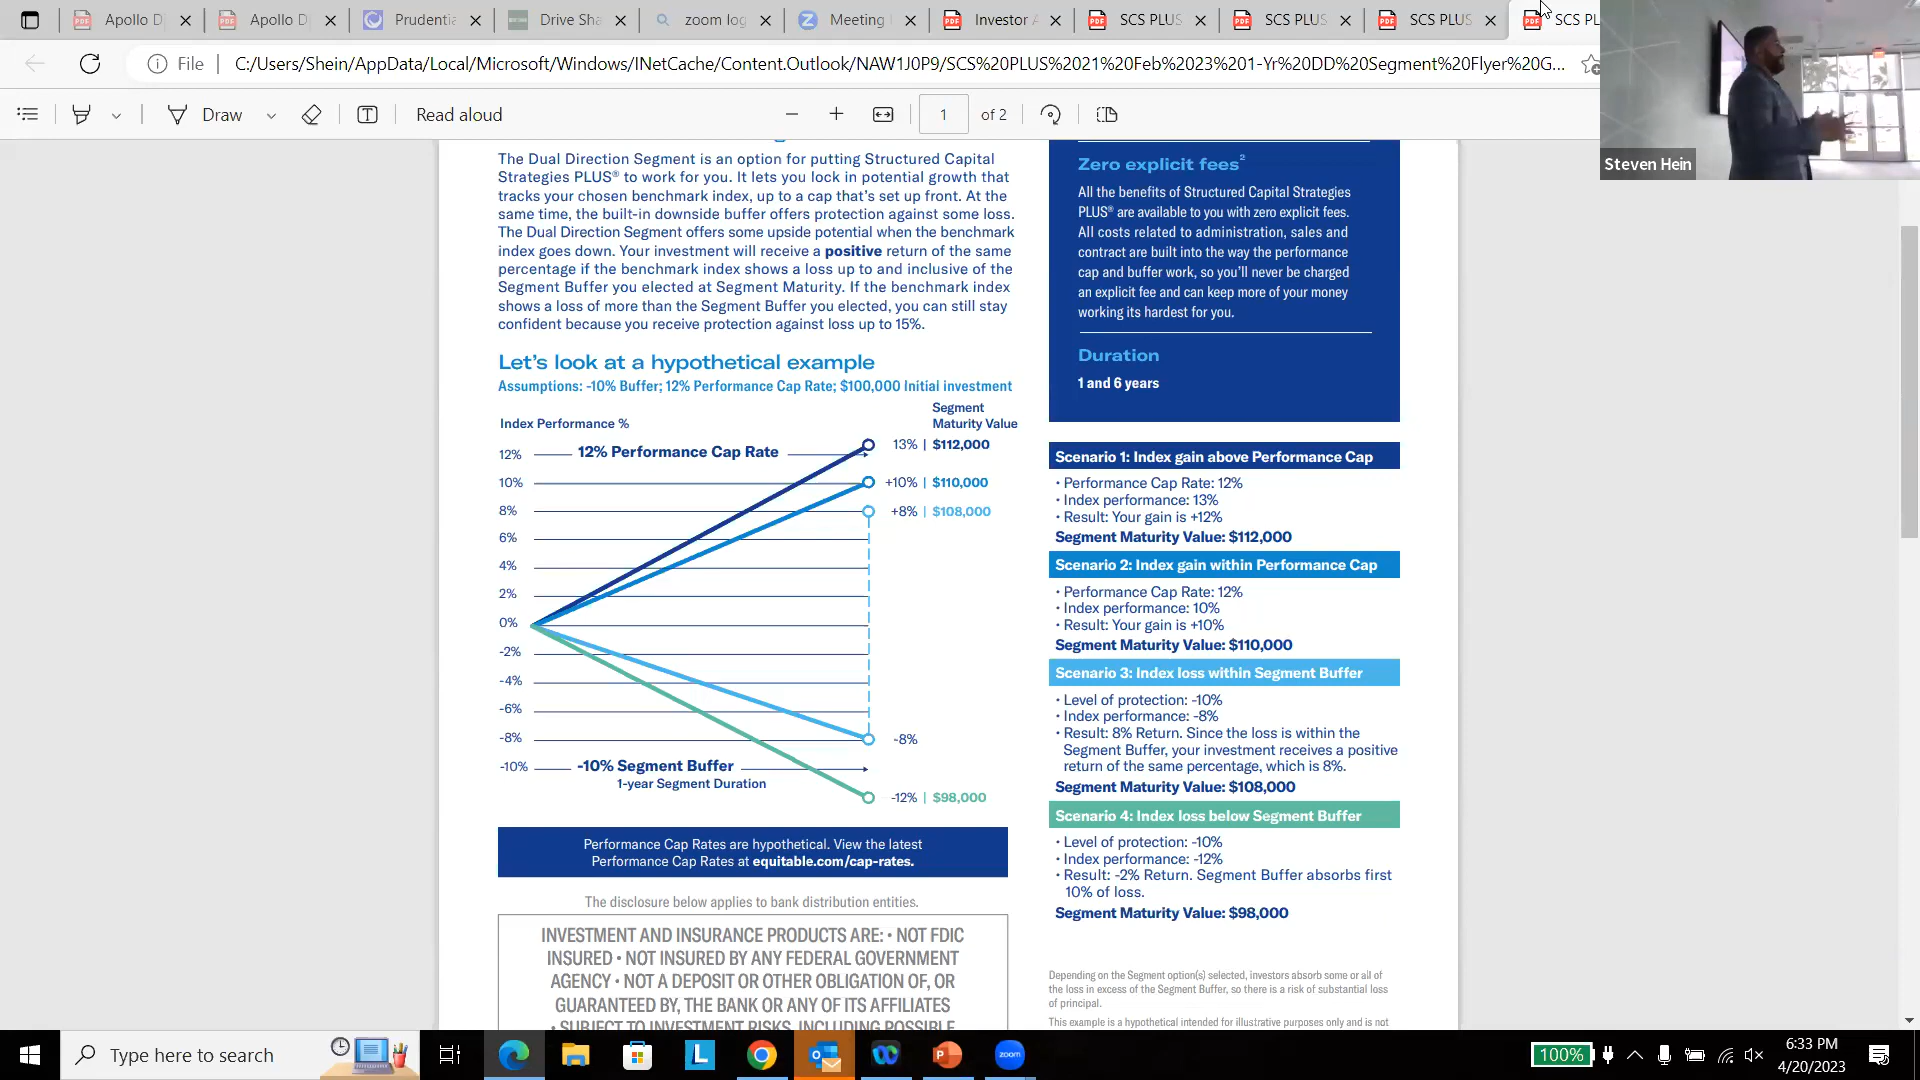 Apollo D
Apollo D
Prudentia
Drive Sha
zoom log
Meeting
Investor A
SCS PLUS
SCS PLUS
SCS PLUS
SCS PL
File
C:/Users/Shein/AppData/Local/Microsoft/Windows/INetCache/Content.Outlook/NAW1J0P9/SCS%20PLUS%2021%20Feb%2023%201-Yr%20DD%20Segment%20Flyer%20G...
Draw
Read aloud
1
of 2
Steven Hein
The Dual Direction Segment is an option for putting Structured Capital
Strategies PLUS® to work for you. It lets you lock in potential growth that
tracks your chosen benchmark index, up to a cap that's set up front. At the
same time, the built-in downside buffer offers protection against some loss.
The Dual Direction Segment offers some upside potential when the benchmark
index goes down. Your investment will receive a positive return of the same
percentage if the benchmark index shows a loss up to and inclusive of the
Segment Buffer you elected at Segment Maturity. If the benchmark index
shows a loss of more than the Segment Buffer you elected, you can still stay
confident because you receive protection against loss up to 15%.
Let's look at a hypothetical example
Assumptions: -10% Buffer; 12% Performance Cap Rate; $100,000 Initial investment
Index Performance %
Segment
Maturity Value
12%
12% Performance Cap Rate
13% | $112,000
10%
+10% | $110,000
8%
+8% | $108,000
6%
4%
2%
0%
-2%
-4%
-6%
-8%
-8%
-10%
-10% Segment Buffer
1-year Segment Duration
-12% | $98,000
Performance Cap Rates are hypothetical. View the latest
Performance Cap Rates at equitable.com/cap-rates.
The disclosure below applies to bank distribution entities.
INVESTMENT AND INSURANCE PRODUCTS ARE: • NOT FDIC
INSURED • NOT INSURED BY ANY FEDERAL GOVERNMENT
AGENCY • NOT A DEPOSIT OR OTHER OBLIGATION OF, OR
GUARANTEED BY, THE BANK OR ANY OF ITS AFFILIATES
• SUBJECT TO INVESTMENT RISKS, INCLUDING POSSIBLE
Zero explicit fees²
All the benefits of Structured Capital Strategies
PLUS® are available to you with zero explicit fees.
All costs related to administration, sales and
contract are built into the way the performance
cap and buffer work, so you'll never be charged
an explicit fee and can keep more of your money
working its hardest for you.
Duration
1 and 6 years
Scenario 1: Index gain above Performance Cap
• Performance Cap Rate: 12%
• Index performance: 13%
• Result: Your gain is +12%
Segment Maturity Value: $112,000
Scenario 2: Index gain within Performance Cap
• Performance Cap Rate: 12%
• Index performance: 10%
• Result: Your gain is +10%
Segment Maturity Value: $110,000
Scenario 3: Index loss within Segment Buffer
• Level of protection: -10%
• Index performance: -8%
• Result: 8% Return. Since the loss is within the
Segment Buffer, your investment receives a positive
return of the same percentage, which is 8%.
Segment Maturity Value: $108,000
Scenario 4: Index loss below Segment Buffer
• Level of protection: -10%
• Index performance: -12%
• Result: -2% Return. Segment Buffer absorbs first
10% of loss.
Segment Maturity Value: $98,000
Depending on the Segment option(s) selected, investors absorb some or all of
the loss in excess of the Segment Buffer, so there is a risk of substantial loss
of principal.
This example is a hypothetical intended for illustrative purposes only and is not
Type here to search
zoom
100%
6:33 PM
4/20/2023